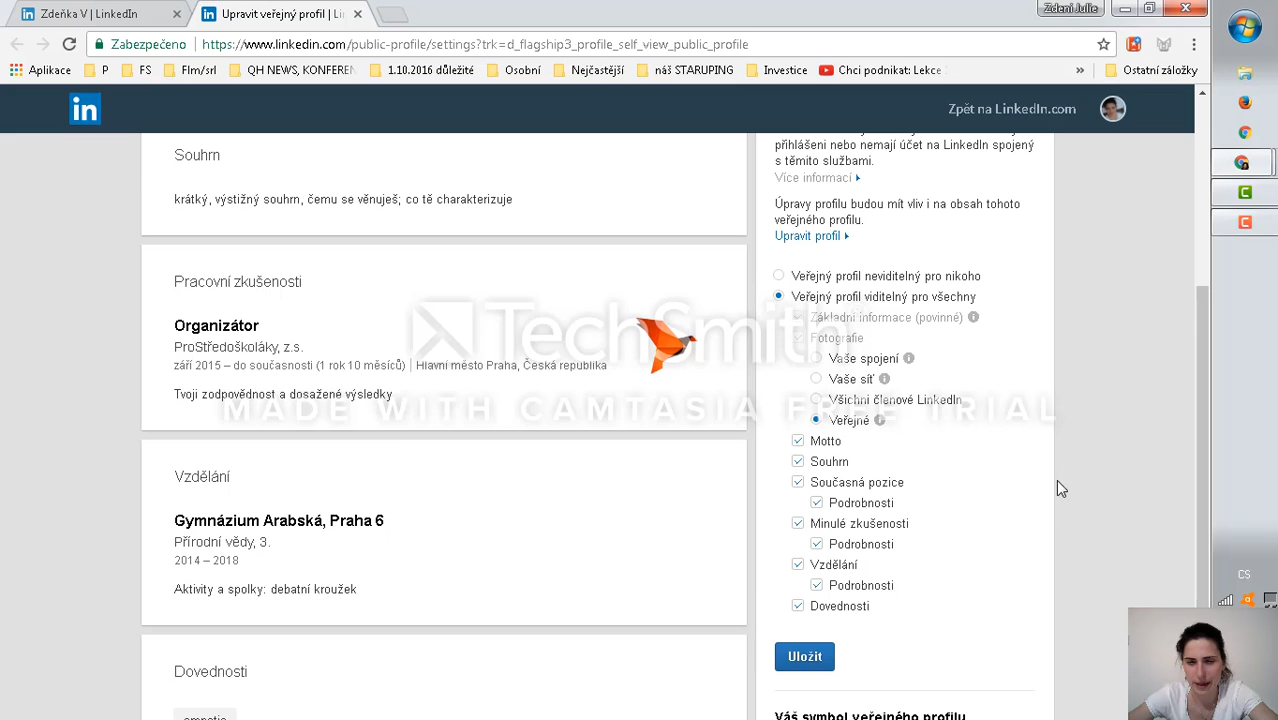 Zdeňka V | LinkedIn
Upravit veřejný profil | Li
Zdeni Julie
Zabezpečeno
https://www.linkedin.com/public-profile/settings?trk=d_flagship3_profile_self_view_public_profile
Aplikace
P
FS
FIm/srl
QH NEWS, KONFEREN
1.10.2016 důležité
Osobní
Nejčastější
náš STARUPING
Investice
Chci podnikat: Lekce
»
Ostatní záložky
in
Zpět na LinkedIn.com
Souhrn
krátký, výstižný souhrn, čemu se věnuješ; co tě charakterizuje
Pracovní zkušenosti
Organizátor
ProStředoškoláky, z.s.
září 2015 – do současnosti (1 rok 10 měsíců) | Hlavní město Praha, Česká republika
Tvoji zodpovědnost a dosažené výsledky
Vzdělání
Gymnázium Arabská, Praha 6
Přírodní vědy, 3.
2014 – 2018
Aktivity a spolky: debatní kroužek
Dovednosti
empatie
přihlášeni nebo nemají účet na LinkedIn spojený
s těmito službami.
Více informací
Úpravy profilu budou mít vliv i na obsah tohoto
veřejného profilu.
Upravit profil
Veřejný profil neviditelný pro nikoho
Veřejný profil viditelný pro všechny
Základní informace (povinné)
Fotografie
Vaše spojení
Vaše síť
Všichni členové LinkedIn
Veřejné
Motto
Souhrn
Současná pozice
Podrobnosti
Minulé zkušenosti
Podrobnosti
Vzdělání
Podrobnosti
Dovednosti
Uložit
Váš symbol veřejného profilu
TechSmith
MADE WITH CAMTASIA FREE TRIAL
CS